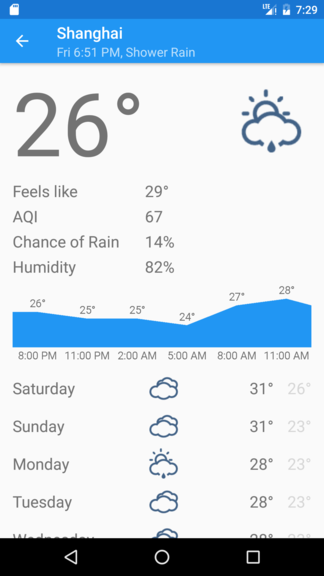 7:29
Shanghai
Fri 6:51 PM, Shower Rain
26°
Feels like 29°
AQI 67
Chance of Rain 14%
Humidity 82%
26° 25° 25° 24° 27° 28°
8:00 PM 11:00 PM 2:00 AM 5:00 AM 8:00 AM 11:00 AM
Saturday 31° 26°
Sunday 31° 23°
Monday 28° 23°
Tuesday 28° 23°
Wednesday 28° 23°